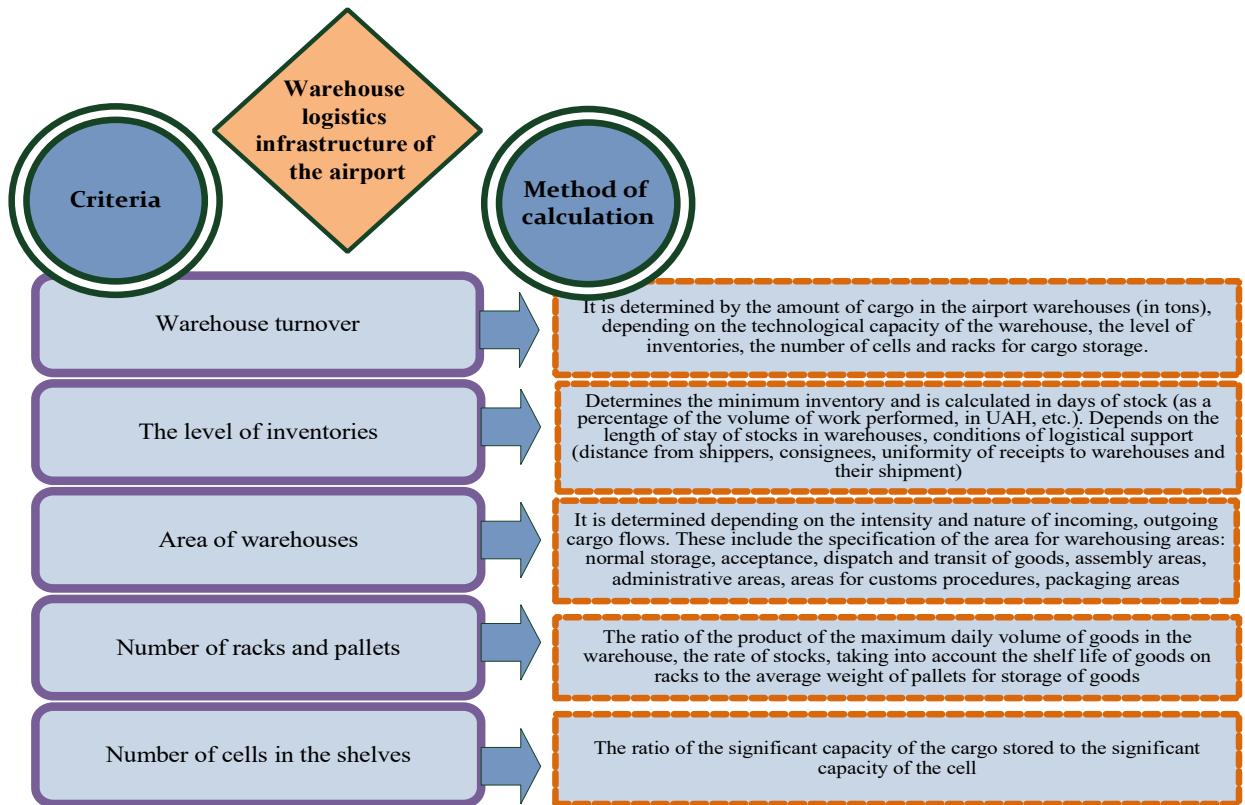 Warehouse
logistics
infrastructure of
the airport
Criteria
Method of
calculation
Warehouse turnover
It is determined by the amount of cargo in the airport warehouses (in tons),
depending on the technological capacity of the warehouse, the level of
inventories, the number of cells and racks for cargo storage.
The level of inventories
Determines the minimum inventory and is calculated in days of stock (as a
percentage of the volume of work performed, in UAH, etc.). Depends on the
length of stay of stocks in warehouses, conditions of logistical support
(distance from shippers, consignees, uniformity of receipts to warehouses and
their shipment)
Area of warehouses
It is determined depending on the intensity and nature of incoming, outgoing
cargo flows. These include the specification of the area for warehousing areas:
normal storage, acceptance, dispatch and transit of goods, assembly areas,
administrative areas, areas for customs procedures, packaging areas
Number of racks and pallets
The ratio of the product of the maximum daily volume of goods in the
warehouse, the rate of stocks, taking into account the shelf life of goods on
racks to the average weight of pallets for storage of goods
Number of cells in the shelves
The ratio of the significant capacity of the cargo stored to the significant
capacity of the cell